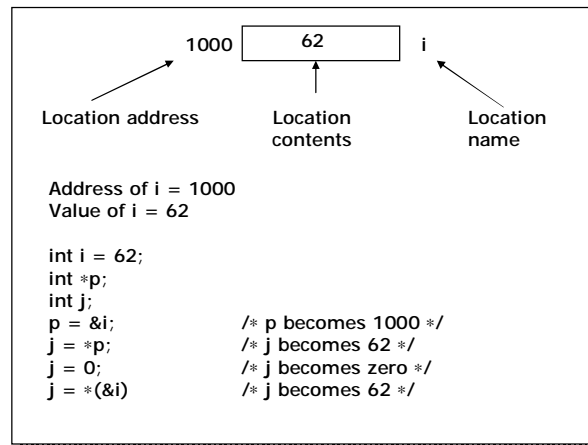 1000 62 i
Location address Location contents Location name
Address of i = 1000
Value of i = 62
int i = 62;
int *p;
int j;
p = &i; /* p becomes 1000 */
j = *p; /* j becomes 62 */
j = 0; /* j becomes zero */
j = *(&i) /* j becomes 62 */